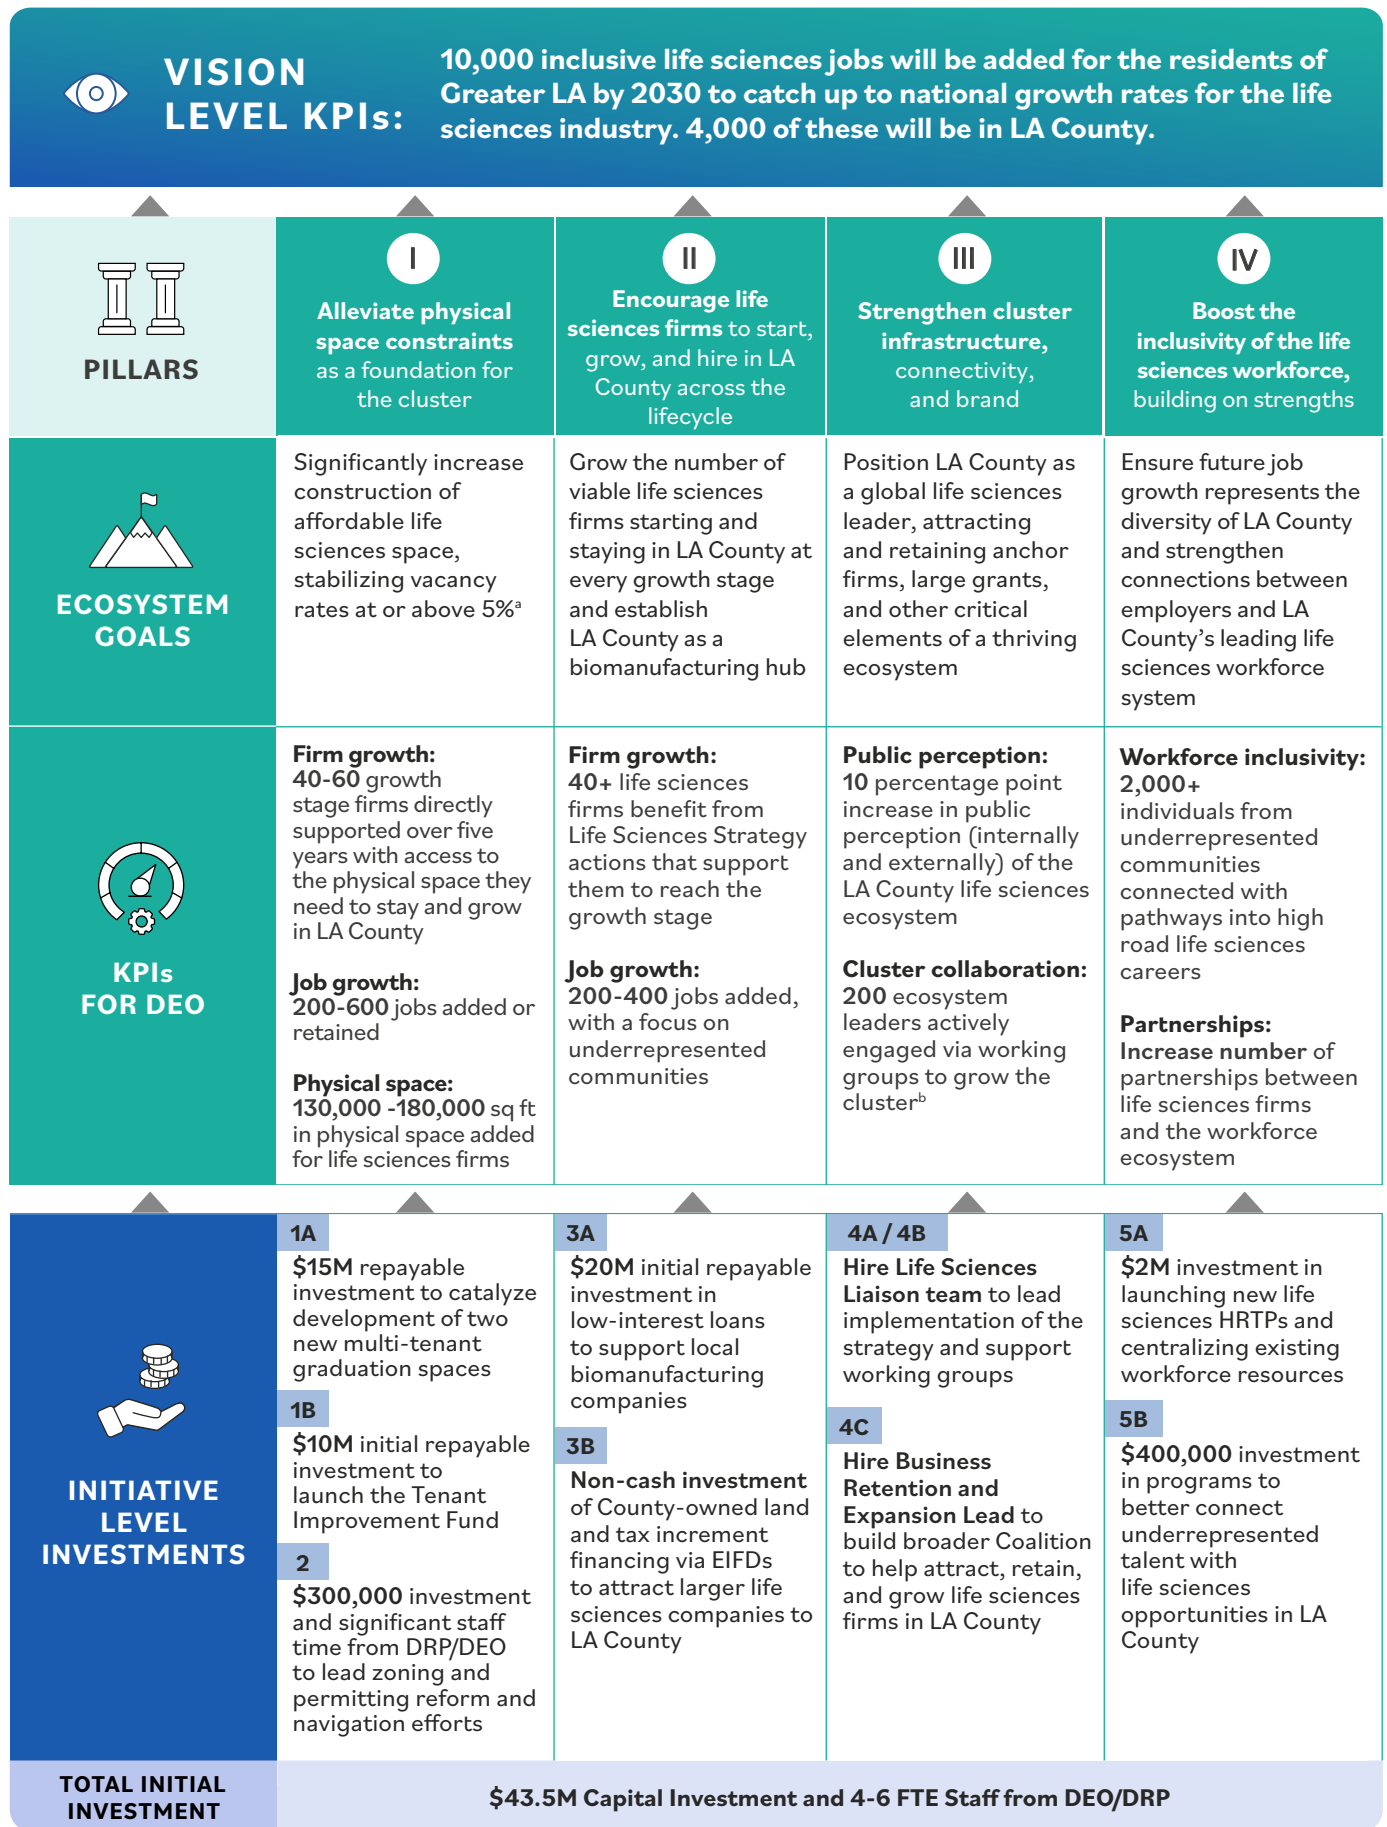 VISION
LEVEL KPIs:
10,000 inclusive life sciences jobs will be added for the residents of
Greater LA by 2030 to catch up to national growth rates for the life
sciences industry. 4,000 of these will be in LA County.
PILLARS
I
Alleviate physical
space constraints
as a foundation for
the cluster
II
Encourage life
sciences firms to start,
grow, and hire in LA
County across the
lifecycle
III
Strengthen cluster
infrastructure,
connectivity,
and brand
IV
Boost the
inclusivity of the life
sciences workforce,
building on strengths
ECOSYSTEM
GOALS
Significantly increase
construction of
affordable life
sciences space,
stabilizing vacancy
rates at or above 5%ᵃ
Grow the number of
viable life sciences
firms starting and
staying in LA County at
every growth stage
and establish
LA County as a
biomanufacturing hub
Position LA County as
a global life sciences
leader, attracting
and retaining anchor
firms, large grants,
and other critical
elements of a thriving
ecosystem
Ensure future job
growth represents the
diversity of LA County
and strengthen
connections between
employers and LA
County’s leading life
sciences workforce
system
KPIs
FOR DEO
Firm growth:
40-60 growth
stage firms directly
supported over five
years with access to
the physical space they
need to stay and grow
in LA County
Job growth:
200-600 jobs added or
retained
Physical space:
130,000 -180,000 sq ft
in physical space added
for life sciences firms
Firm growth:
40+ life sciences
firms benefit from
Life Sciences Strategy
actions that support
them to reach the
growth stage
Job growth:
200-400 jobs added,
with a focus on
underrepresented
communities
Public perception:
10 percentage point
increase in public
perception (internally
and externally) of the
LA County life sciences
ecosystem
Cluster collaboration:
200 ecosystem
leaders actively
engaged via working
groups to grow the
clusterᵇ
Workforce inclusivity:
2,000+
individuals from
underrepresented
communities
connected with
pathways into high
road life sciences
careers
Partnerships:
Increase number of
partnerships between
life sciences firms
and the workforce
ecosystem
INITIATIVE
LEVEL
INVESTMENTS
1A
$15M repayable
investment to catalyze
development of two
new multi-tenant
graduation spaces
1B
$10M initial repayable
investment to
launch the Tenant
Improvement Fund
2
$300,000 investment
and significant staff
time from DRP/DEO
to lead zoning and
permitting reform and
navigation efforts
3A
$20M initial repayable
investment in
low-interest loans
to support local
biomanufacturing
companies
3B
Non-cash investment
of County-owned land
and tax increment
financing via EIFDs
to attract larger life
sciences companies to
LA County
4A / 4B
Hire Life Sciences
Liaison team to lead
implementation of the
strategy and support
working groups
4C
Hire Business
Retention and
Expansion Lead to
build broader Coalition
to help attract, retain,
and grow life sciences
firms in LA County
5A
$2M investment in
launching new life
sciences HRTPs and
centralizing existing
workforce resources
5B
$400,000 investment
in programs to
better connect
underrepresented
talent with
life sciences
opportunities in LA
County
TOTAL INITIAL
INVESTMENT
$43.5M Capital Investment and 4-6 FTE Staff from DEO/DRP